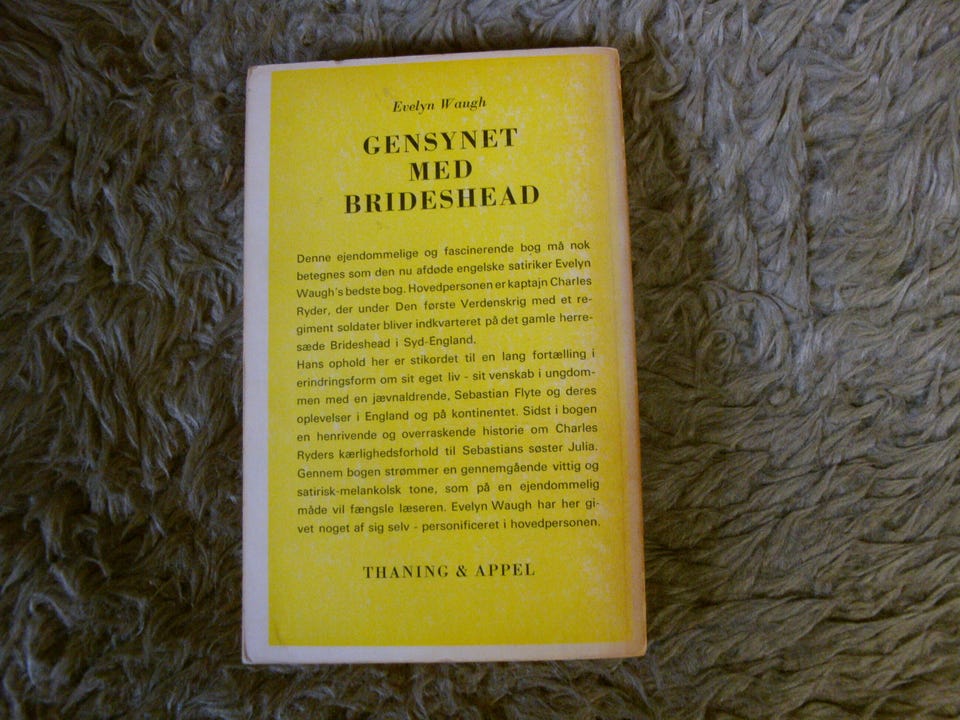 Evelyn Waugh
GENSYNET
MED
BRIDESHEAD
Denne ejendommelige og fascinerende bog må nok
betegnes som den nu afdøde engelske satiriker Evelyn
Waugh's bedste bog. Hovedpersonen er kaptajn Charles
Ryder, der under Den første Verdenskrig med et re-
giment soldater bliver indkvarteret på det gamle herre-
sæde Brideshead i Syd-England.
Hans ophold her er stikordet til en lang fortælling i
erindringsform om sit eget liv - sit venskab i ungdom-
men med en jævnaldrende, Sebastian Flyte og deres
oplevelser i England og på kontinentet. Sidst i bogen
en henrivende og overraskende historie om Charles
Ryders kærlighedsforhold til Sebastians søster Julia.
Gennem bogen strømmer en gennemgående vittig og
satirisk-melankolsk tone, som på en ejendommelig
måde vil fængsle læseren. Evelyn Waugh har her gi-
vet noget af sig selv - personificeret i hovedpersonen.
THANING & APPEL